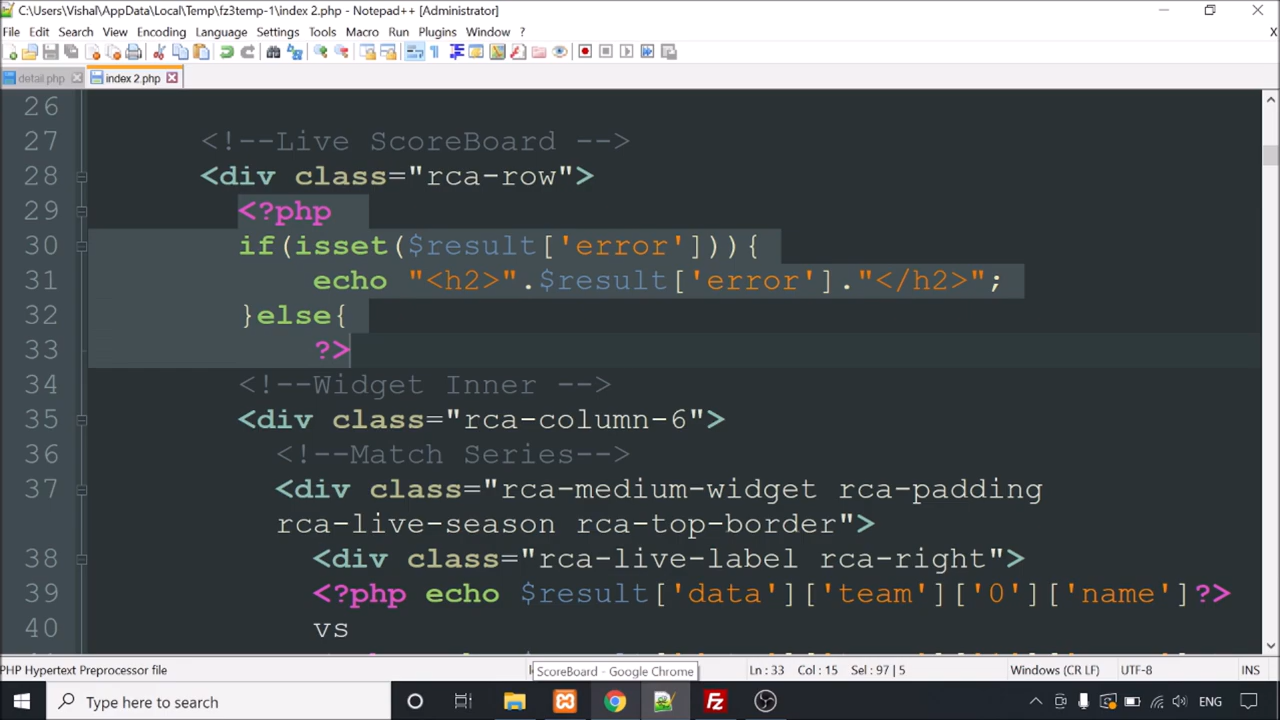 C:\Users\Vishal\AppData\Local\Temp\fz3temp-1\index 2.php - Notepad++ [Administrator]
File Edit Search View Encoding Language Settings Tools Macro Run Plugins Window ? X
detail.php index 2.php
26
27 <!--Live ScoreBoard -->
28 <div class="rca-row">
29 <?php
30 if(isset($result['error'])){
31 echo "<h2>".$result['error']."</h2>";
32 }else{
33 ?>
34 <!--Widget Inner -->
35 <div class="rca-column-6">
36 <!--Match Series-->
37 <div class="rca-medium-widget rca-padding
rca-live-season rca-top-border">
38 <div class="rca-live-label rca-right">
39 <?php echo $result['data']['team']['0']['name']?>
40 vs
PHP Hypertext Preprocessor file ScoreBoard - Google Chrome Ln : 33 Col : 15 Sel : 97 | 5 Windows (CR LF) UTF-8 INS
Type here to search ENG